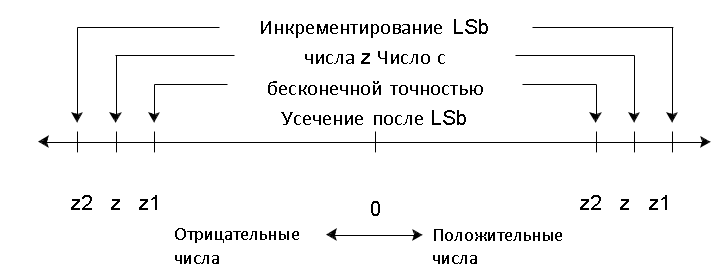 Инкрементирование LSb
числа z Число с
бесконечной точностью
Усечение после LSb
z2 z z1
0
z2 z z1
Отрицательные
числа
Положительные
числа